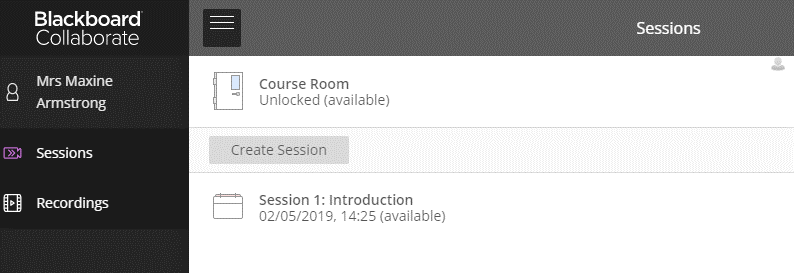 Blackboard
Collaborate
Mrs Maxine
Armstrong
Sessions
Recordings
Sessions
Course Room
Unlocked (available)
Create Session
Session 1: Introduction
02/05/2019, 14:25 (available)